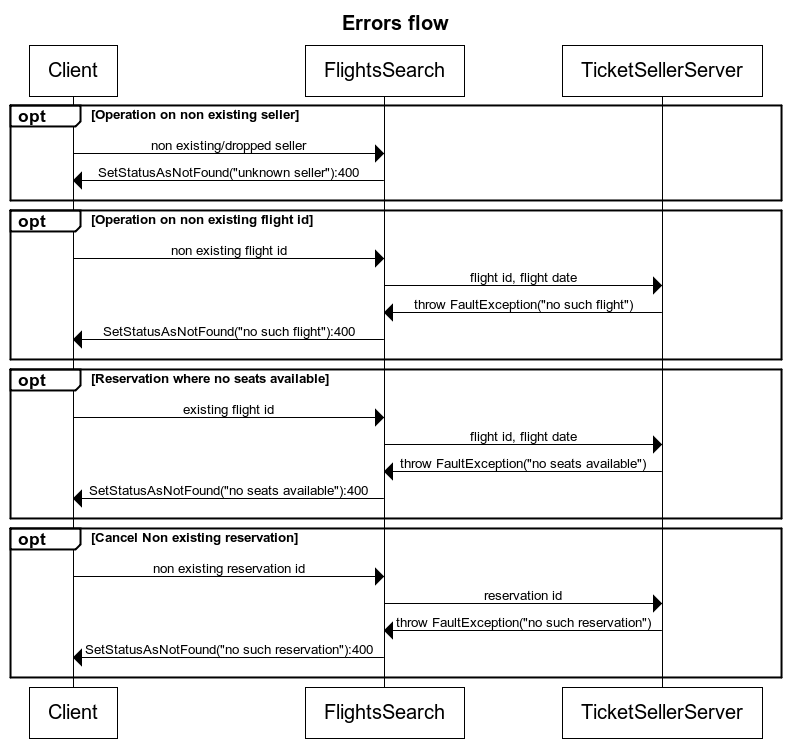 Errors flow
Client
FlightsSearch
TicketSellerServer
opt
[Operation on non existing seller]
non existing/dropped seller
SetStatusAsNotFound("unknown seller"):400
opt
[Operation on non existing flight id]
non existing flight id
flight id, flight date
throw FaultException("no such flight")
SetStatusAsNotFound("no such flight"):400
opt
[Reservation where no seats available]
existing flight id
flight id, flight date
throw FaultException("no seats available")
SetStatusAsNotFound("no seats available"):400
opt
[Cancel Non existing reservation]
non existing reservation id
reservation id
throw FaultException("no such reservation")
SetStatusAsNotFound("no such reservation"):400
Client
FlightsSearch
TicketSellerServer